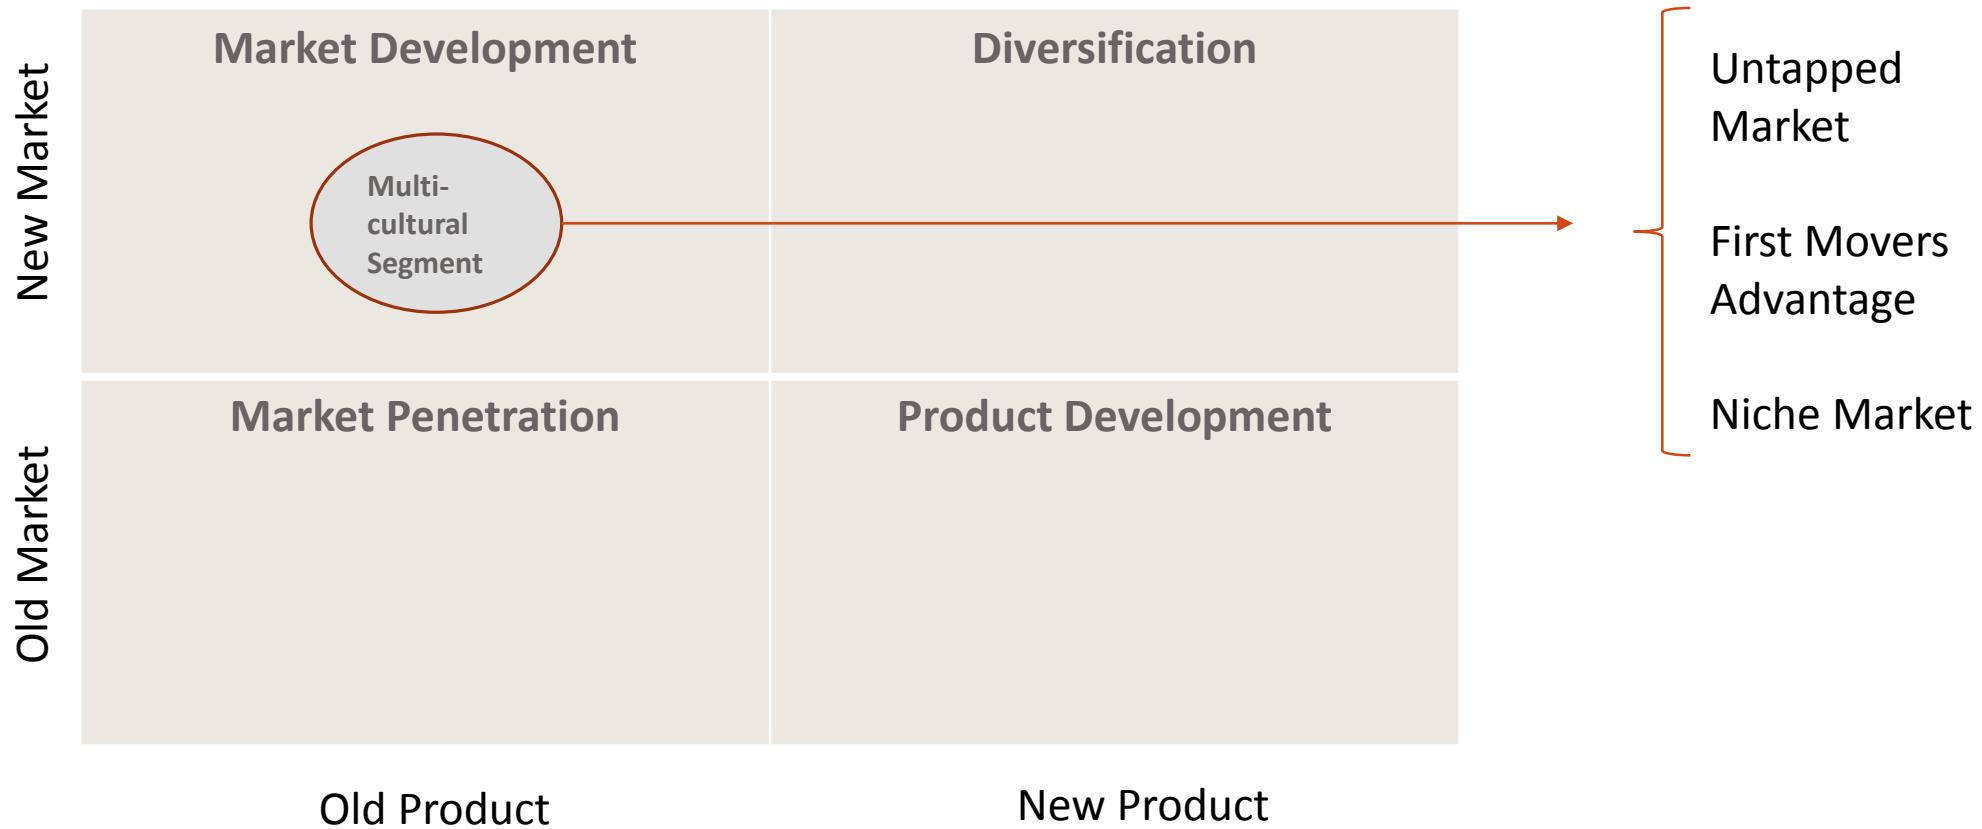 Market Development
Diversification
New Market
Multi-
cultural
Segment
Untapped
Market
First Movers
Advantage
Niche Market
Market Penetration
Product Development
Old Market
Old Product
New Product